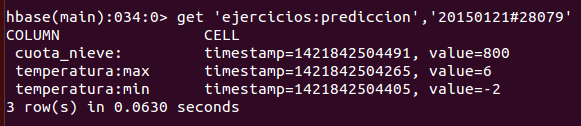 hbase(main):034:0> get 'ejercicios:prediccion','20150121#28079'
COLUMN CELL
cuota_nieve: timestamp=1421842504491, value=800
temperatura:max timestamp=1421842504265, value=6
temperatura:min timestamp=1421842504405, value=-2
3 row(s) in 0.0630 seconds